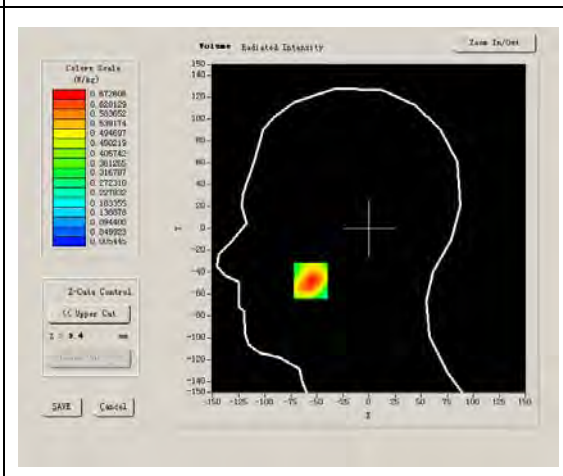 Volume Radiated Intensity
Zoom In/Out
Colors Scale
(W/kg)
0.672606
0.628129
0.583652
0.539174
0.494697
0.450219
0.405742
0.361265
0.316787
0.272310
0.227832
0.183355
0.138878
0.094400
0.049923
0.005445
Z-Cuts Control
<< Upper Cut
Z = 9.4 mm
SAVE
Cancel
150
140
120
100
80
60
40
20
0
-20
-40
-60
-80
-100
-120
-140
-150
Y
-150 -125 -100 -75 -50 -25 0 25 50 75 100 125 150
X